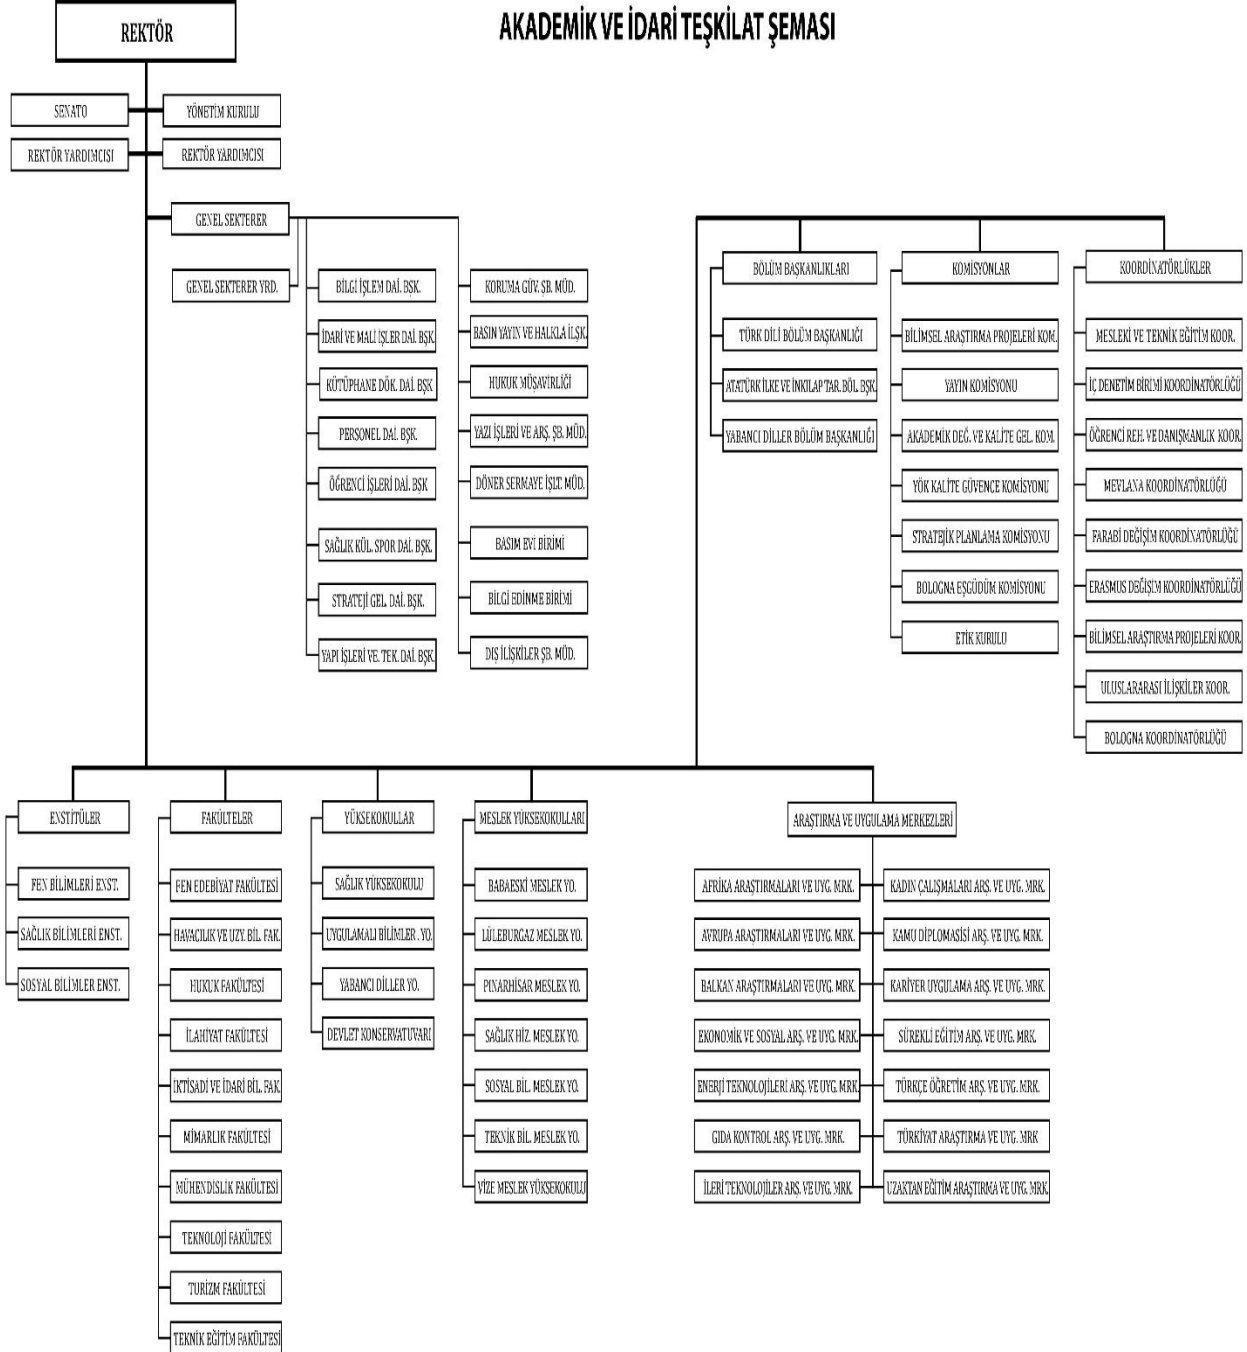 REKTÖR
AKADEMİK VE İDARİ TEŞKİLAT ŞEMASI
SENATO
YÖNETİM KURULU
REKTÖR YARDIMCISI
REKTÖR YARDIMCISI
GENEL SEKTERER
GENEL SEKTERER YRD.
BİLGİ İŞLEM DAİ. BŞK.
İDARİ VE MALİ İŞLER DAİ. BŞK.
KÜTÜPHANE DÖK. DAİ. BŞK
PERSONEL DAİ. BŞK.
ÖĞRENCİ İŞLERİ DAİ. BŞK
SAĞLIK KÜL. SPOR DAİ. BŞK.
STRATEJİ GEL. DAİ. BŞK.
YAPI İŞLERİ VE. TEK. DAİ. BŞK.
KORUMA GÜV. ŞB. MÜD.
BASIN YAYIN VE HALKLA İLŞK.
HUKUK MÜŞAVİRLİĞİ
YAZI İŞLERİ VE ARŞ. ŞB. MÜD.
DÖNER SERMAYE İŞLT. MÜD.
BASIM EVİ BİRİMİ
BİLGİ EDİNME BİRİMİ
DIŞ İLİŞKİLER ŞB. MÜD.
BÖLÜM BAŞKANLIKLARI
TÜRK DİLİ BÖLÜM BAŞKANLIĞI
ATATÜRK İLKE VE İNKILAP TAR. BÖL. BŞK.
YABANCI DİLLER BÖLÜM BAŞKANLIĞI
KOMİSYONLAR
BİLİMSEL ARAŞTIRMA PROJELERİ KOM.
YAYIN KOMİSYONU
AKADEMİK DEĞ. VE KALİTE GEL. KOM.
YÖK KALİTE GÜVENCE KOMİSYONU
STRATEJİK PLANLAMA KOMİSYONU
BOLOGNA EŞGÜDÜM KOMİSYONU
ETİK KURULU
KOORDİNATÖRLÜKLER
MESLEKİ VE TEKNİK EĞİTİM KOOR.
İÇ DENETİM BİRİMİ KOORDİNATÖRLÜĞÜ
ÖĞRENCİ REH. VE DANIŞMANLIK KOOR.
MEVLANA KOORDİNATÖRLÜĞÜ
FARABİ DEĞİŞİM KOORDİNATÖRLÜĞÜ
ERASMUS DEĞİŞİM KOORDİNATÖRLÜĞÜ
BİLİMSEL ARAŞTIRMA PROJELERİ KOOR.
ULUSLARARASI İLİŞKİLER KOOR.
BOLOGNA KOORDİNATÖRLÜĞÜ
ENSTİTÜLER
FEN BİLİMLERİ ENST.
SAĞLIK BİLİMLERİ ENST.
SOSYAL BİLİMLER ENST.
FAKÜLTELER
FEN EDEBİYAT FAKÜLTESİ
HAVACILIK VE UZY. BİL. FAK.
HUKUK FAKÜLTESİ
İLAHİYAT FAKÜLTESİ
İKTİSADİ VE İDARİ BİL. FAK.
MİMARLIK FAKÜLTESİ
MÜHENDİSLİK FAKÜLTESİ
TEKNOLOJİ FAKÜLTESİ
TURİZM FAKÜLTESİ
TEKNİK EĞİTİM FAKÜLTESİ
YÜKSEKOKULLAR
SAĞLIK YÜKSEKOKULU
UYGULAMALI BİLİMLER . YO.
YABANCI DİLLER YO.
DEVLET KONSERVATUVARI
MESLEK YÜKSEKOKULLARI
BABAESKİ MESLEK YO.
LÜLEBURGAZ MESLEK YO.
PINARHİSAR MESLEK YO.
SAĞLIK HİZ. MESLEK YO.
SOSYAL BİL. MESLEK YO.
TEKNİK BİL. MESLEK YO.
VİZE MESLEK YÜKSEKOKULU
ARAŞTIRMA VE UYGULAMA MERKEZLERİ
AFRİKA ARAŞTIRMALARI VE UYG. MRK.
KADIN ÇALIŞMALARI ARŞ. VE UYG. MRK.
AVRUPA ARAŞTIRMALARI VE UYG. MRK.
KAMU DİPLOMASİSİ ARŞ. VE UYG. MRK.
BALKAN ARAŞTIRMALARI VE UYG. MRK.
KARİYER UYGULAMA ARŞ. VE UYG. MRK.
EKONOMİK VE SOSYAL ARŞ. VE UYG. MRK.
SÜREKLİ EĞİTİM ARŞ. VE UYG. MRK.
ENERJİ TEKNOLOJİLERİ ARŞ. VE UYG. MRK.
TÜRKÇE ÖĞRETİM ARŞ. VE UYG. MRK.
GIDA KONTROL ARŞ. VE UYG. MRK.
TÜRKİYAT ARAŞTIRMA VE UYG. MRK
İLERİ TEKNOLOJİLER ARŞ. VE UYG. MRK.
UZAKTAN EĞİTİM ARAŞTIRMA VE UYG. MRK.